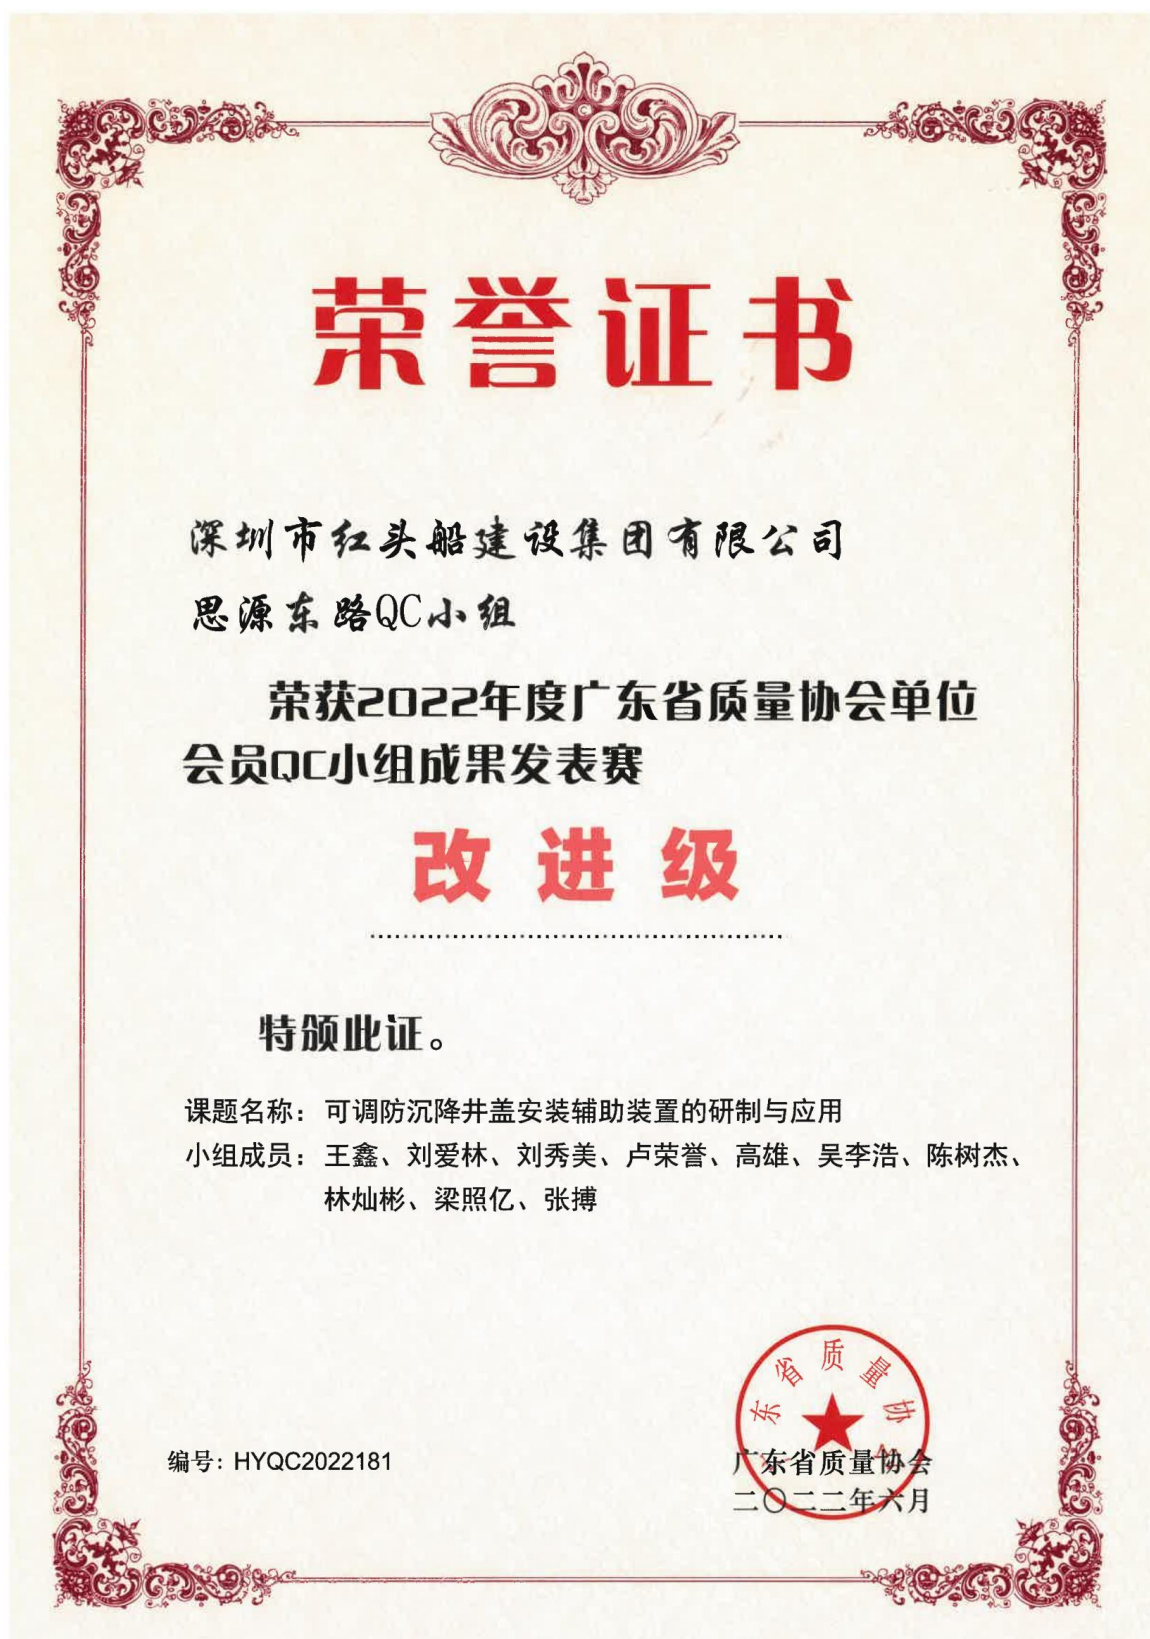 荣誉证书
深圳市红头船建设集团有限公司
思源东路QC小组
荣获2022年度广东省质量协会单位
会员QC小组成果发表赛
改进级
特颁此证。
课题名称：可调防沉降井盖安装辅助装置的研制与应用
小组成员：王鑫、刘爱林、刘秀美、卢荣誉、高雄、吴李浩、陈树杰、
林灿彬、梁照亿、张搏
东省质量协
编号：HYQC2022181
广东省质量协会
二〇二二年六月